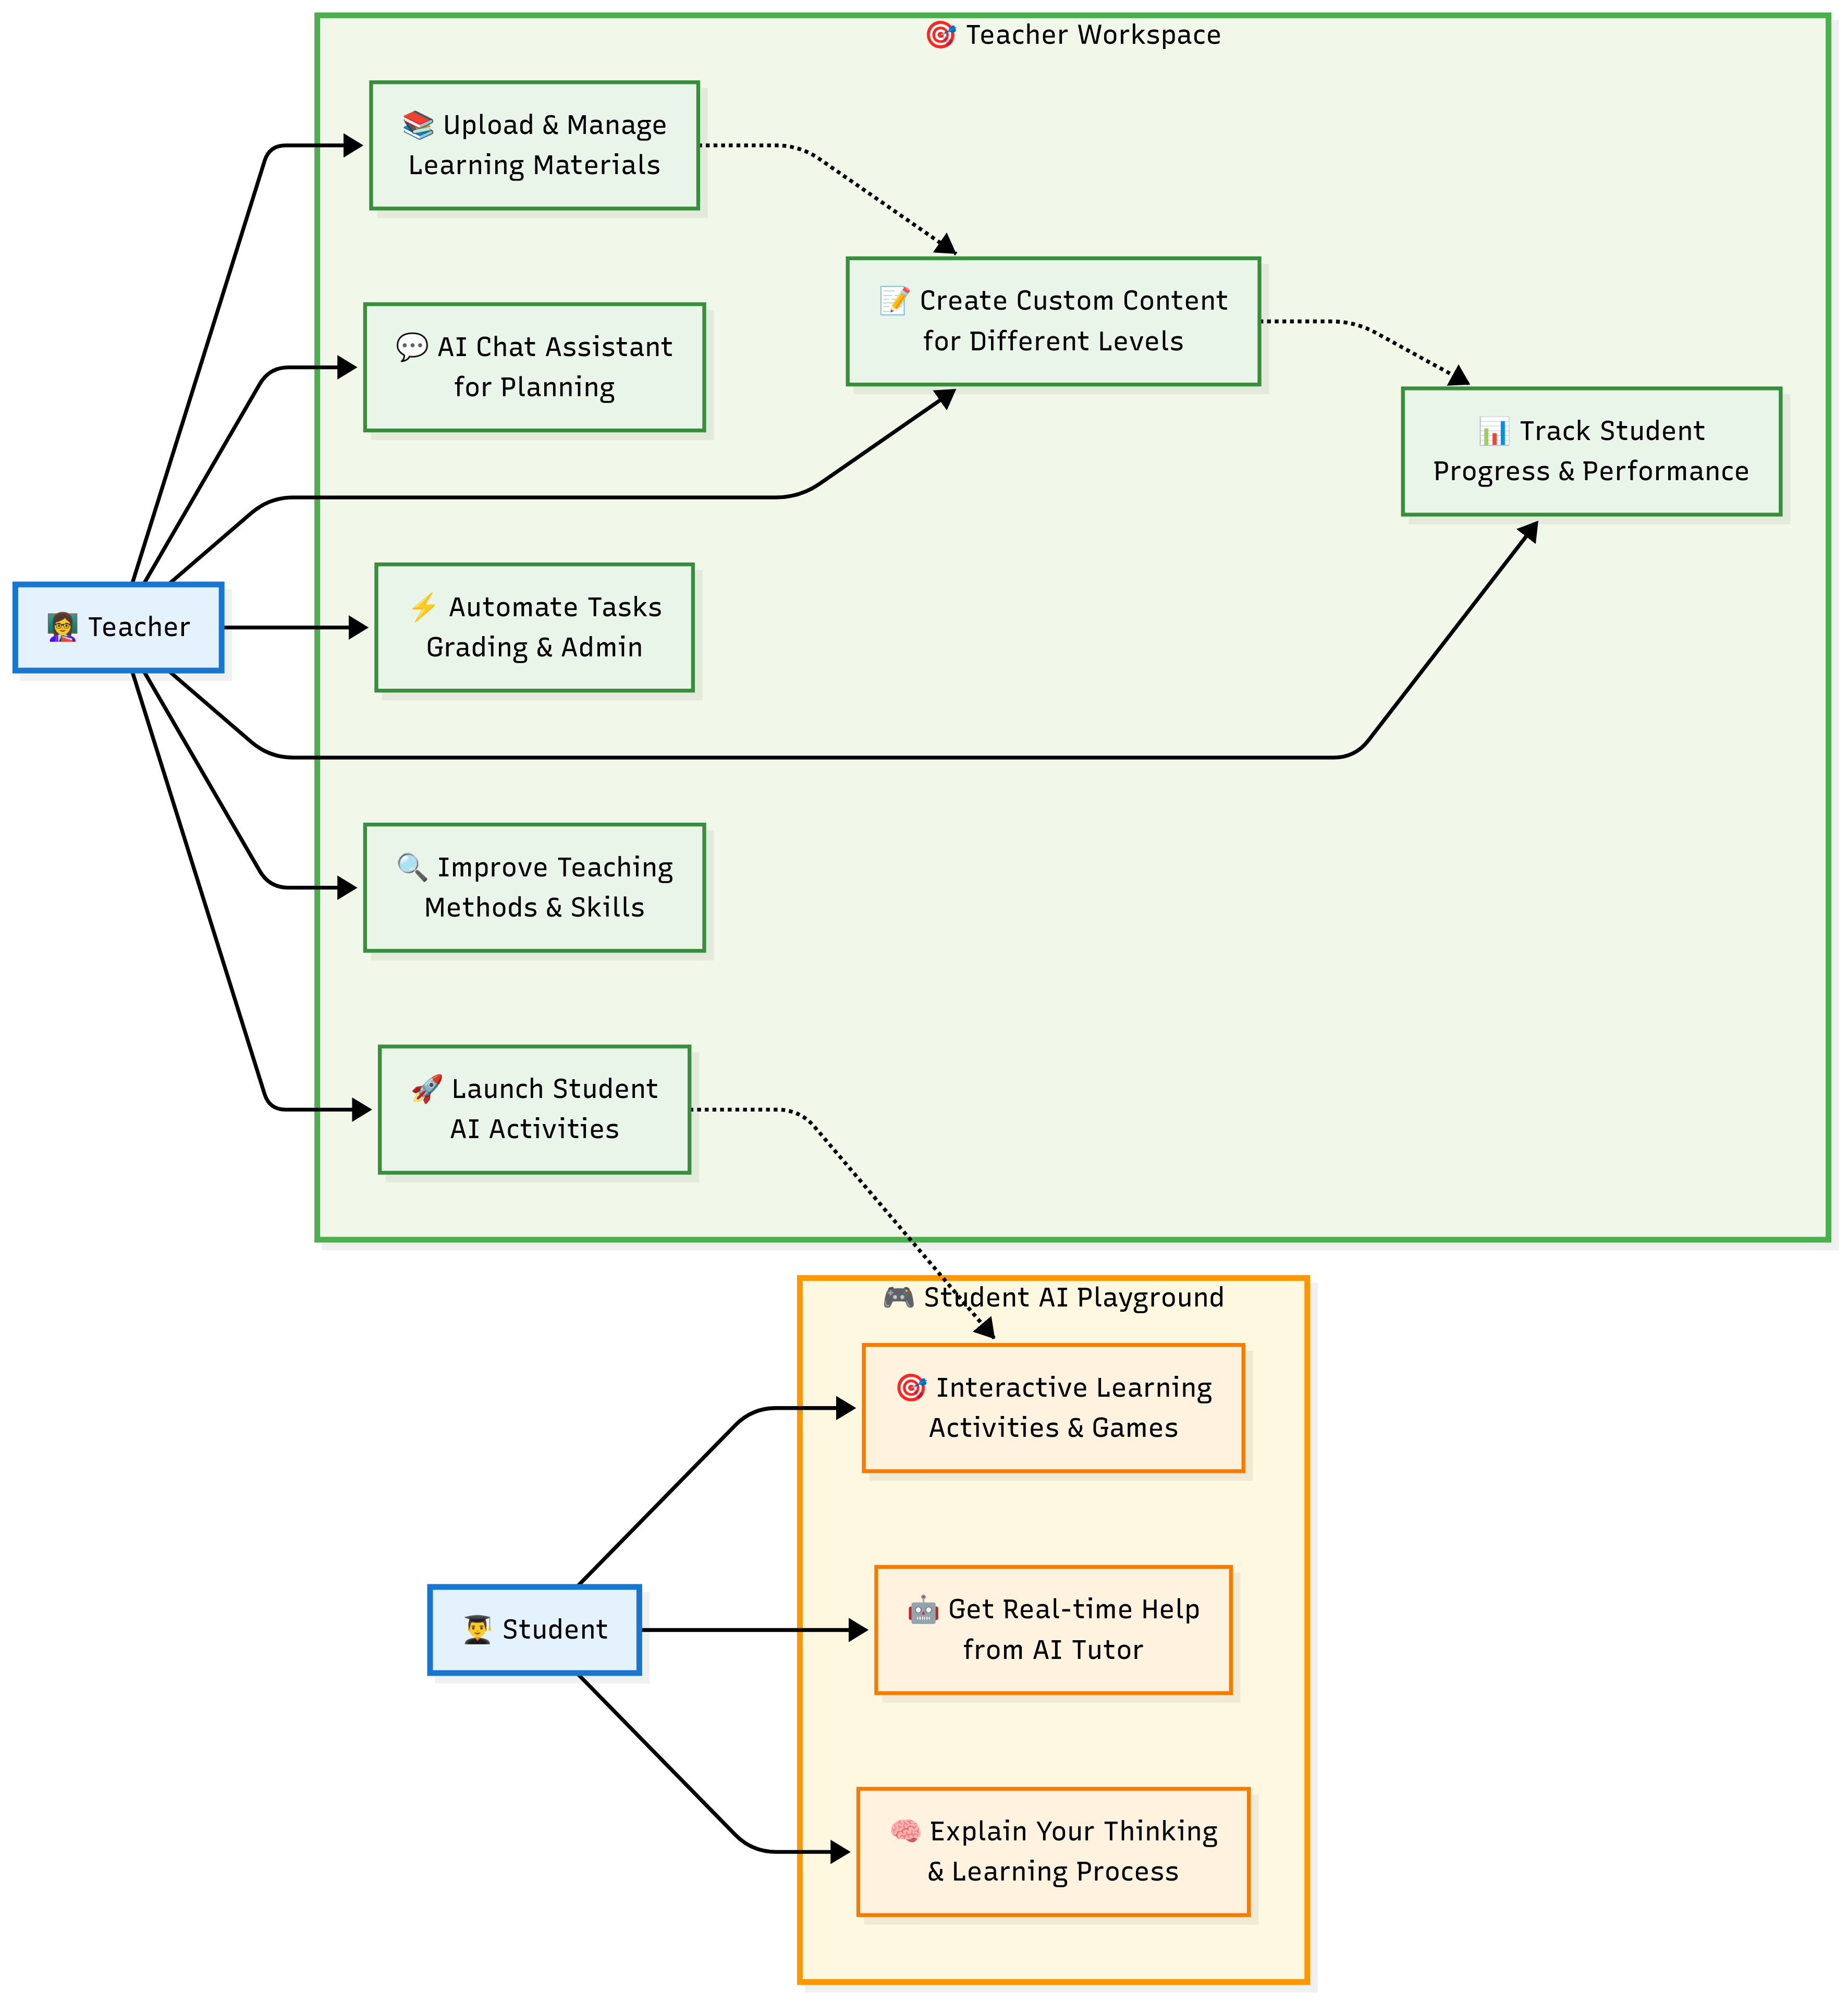 🎯 Teacher Workspace
📚 Upload & Manage
Learning Materials
💬 AI Chat Assistant
for Planning
📝 Create Custom Content
for Different Levels
📊 Track Student
Progress & Performance
👩‍🏫 Teacher
⚡ Automate Tasks
Grading & Admin
🔍 Improve Teaching
Methods & Skills
🚀 Launch Student
AI Activities
🎮 Student AI Playground
🎯 Interactive Learning
Activities & Games
👨‍🎓 Student
🤖 Get Real-time Help
from AI Tutor
🧠 Explain Your Thinking
& Learning Process